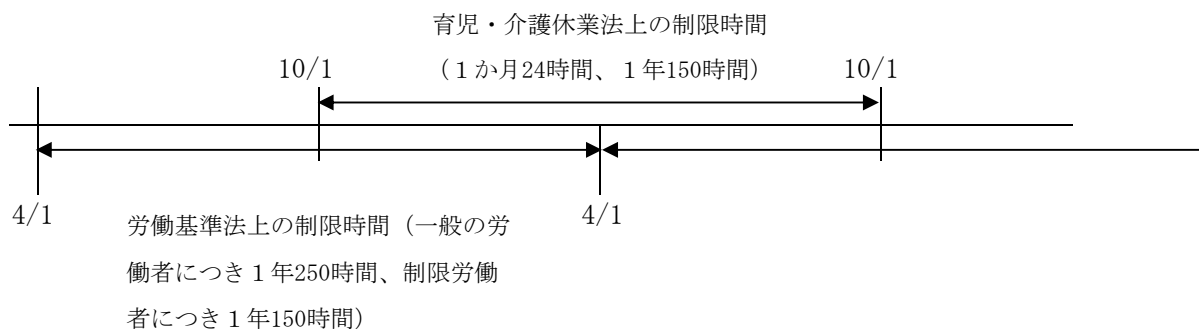 育児・介護休業法上の制限時間
10/1 （１か月24時間、１年150時間） 10/1
4/1 4/1
労働基準法上の制限時間（一般の労
働者につき１年250時間、制限労働
者につき１年150時間）